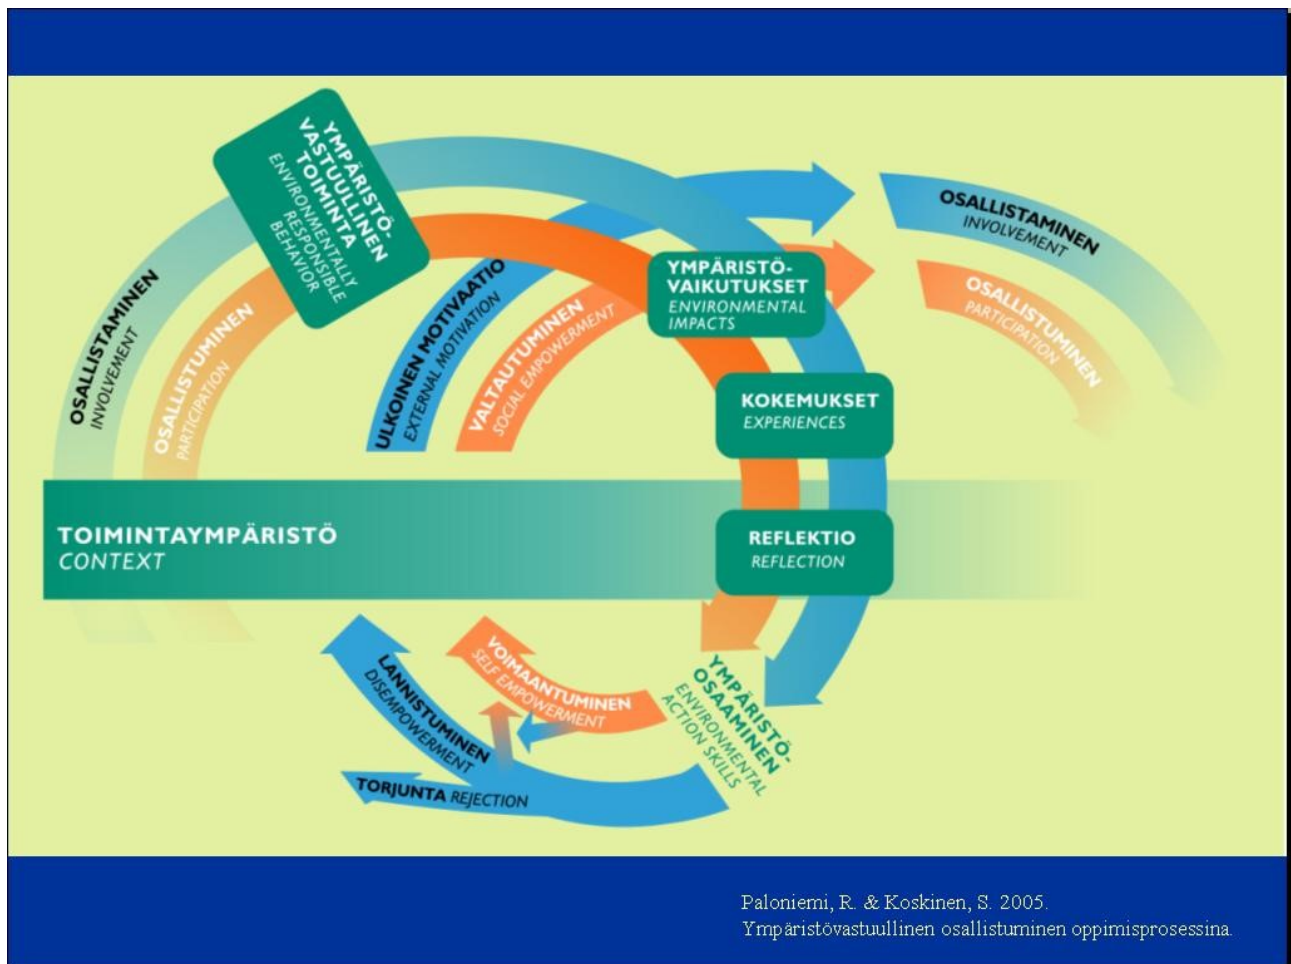 YMPÄRISTÖ-
VASTUULLINEN
TOIMINTA
ENVIRONMENTALLY
RESPONSIBLE
BEHAVIOR
OSALLISTAMINEN
INVOLVEMENT
OSALLISTUMINEN
PARTICIPATION
ULKOINEN MOTIVAATIO
EXTERNAL MOTIVATION
VALTAUTUMINEN
SOCIAL EMPOWERMENT
YMPÄRISTÖ-
VAIKUTUKSET
ENVIRONMENTAL
IMPACTS
OSALLISTAMINEN
INVOLVEMENT
OSALLISTUMINEN
PARTICIPATION
KOKEMUKSET
EXPERIENCES
TOIMINTAYMPÄRISTÖ
CONTEXT
REFLEKTIO
REFLECTION
LANNISTUMINEN
DISEMPOWERMENT
VOIMAANTUMINEN
SELF EMPOWERMENT
YMPÄRISTÖ-
OSAAMINEN
ENVIRONMENTAL
ACTION SKILLS
TORJUNTA REJECTION
Paloniemi, R. & Koskinen, S. 2005.
Ympäristövastuullinen osallistuminen oppimisprosessina.